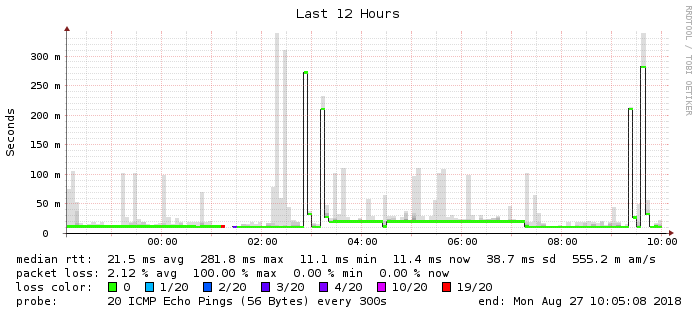 Last 12 Hours
RRDTOOL / TOBI OETIKER
Seconds
300 m
250 m
200 m
150 m
100 m
50 m
0
00:00 02:00 04:00 06:00 08:00 10:00
median rtt: 21.5 ms avg 281.8 ms max 11.1 ms min 11.4 ms now 38.7 ms sd 555.2 m am/s
packet loss: 2.12 % avg 100.00 % max 0.00 % min 0.00 % now
loss color: 0 1/20 2/20 3/20 4/20 10/20 19/20
probe: 20 ICMP Echo Pings (56 Bytes) every 300s end: Mon Aug 27 10:05:08 2018